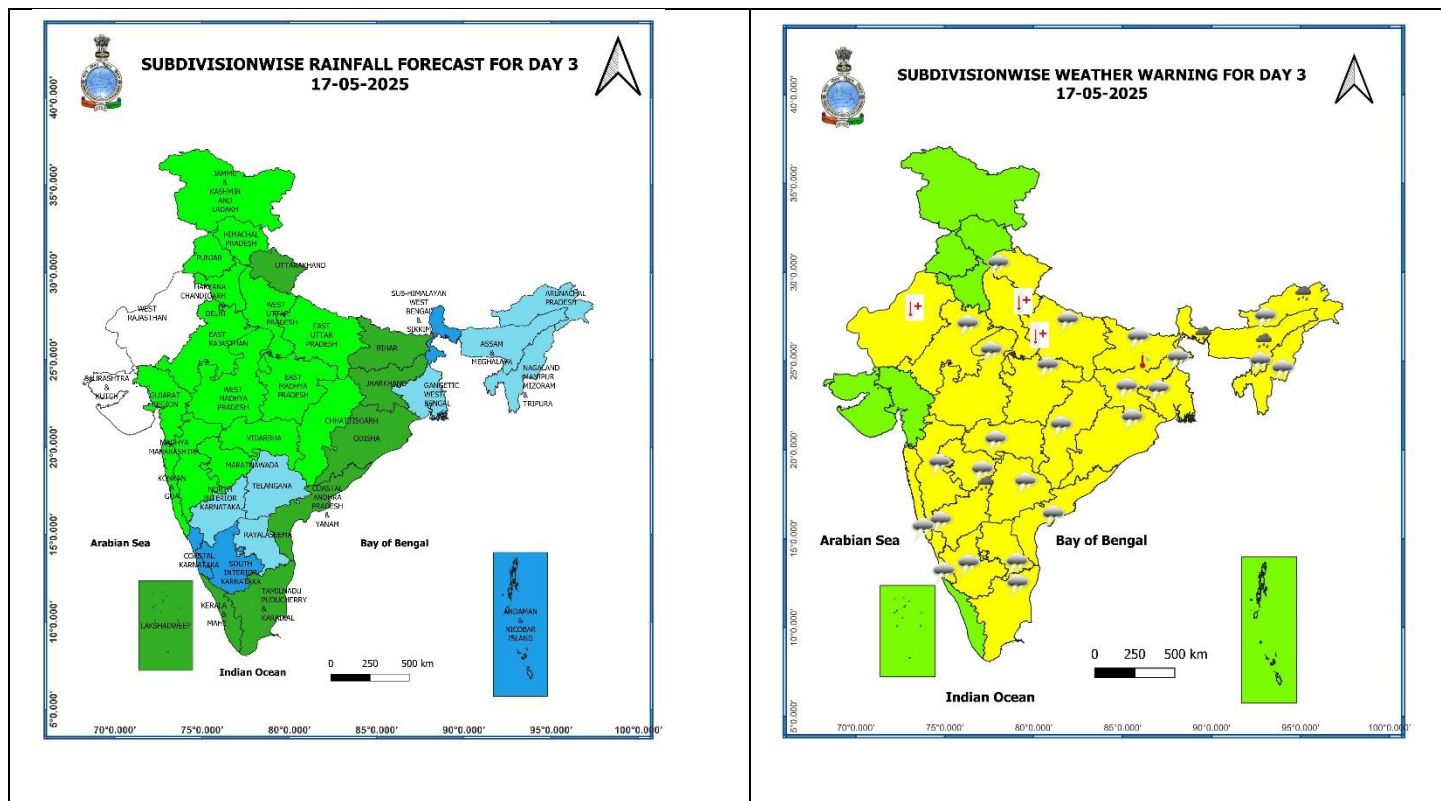 SUBDIVISIONWISE RAINFALL FORECAST FOR DAY 3
17-05-2025
40°0.000'
35°0.000'
30°0.000'
25°0.000'
20°0.000'
15°0.000'
10°0.000'
5°0.000'
JAMMU
&
KASHMIR
AND
LADAKH
HIMACHAL
PRADESH
PUNJAB
UTTARAKHAND
HARYANA
CHANDIGARH
&
DELHI
WEST
RAJASTHAN
WEST
UTTAR
PRADESH
EAST
RAJASTHAN
EAST
UTTAR
PRADESH
SUB-HIMALAYAN
WEST
BENGAL
&
SIKKIM
ARUNACHAL
PRADESH
ASSAM
&
MEGHALAYA
NAGALAND
MANIPUR
MIZORAM
&
TRIPURA
BIHAR
JHARKHAND
GANGETIC
WEST
BENGAL
SAURASHTRA
&
KUTCH
GUJARAT
REGION
WEST
MADHYA
PRADESH
EAST
MADHYA
PRADESH
CHHATTISGARH
ODISHA
VIDARBHA
MADHYA
MAHARASHTRA
MARATHAWADA
KONKAN
&
GOA
NORTH
INTERIOR
KARNATAKA
TELANGANA
COASTAL
ANDHRA
PRADESH
&
YANAM
RAYALASEEMA
Arabian Sea
Bay of Bengal
COASTAL
KARNATAKA
SOUTH
INTERIOR
KARNATAKA
TAMILNADU
PUDUCHERRY
&
KARAIKAL
KERALA
&
MAHE
LAKSHADWEEP
ANDAMAN
&
NICOBAR
ISLAND
Indian Ocean
0 250 500 km
70°0.000' 75°0.000' 80°0.000' 85°0.000' 90°0.000' 95°0.000' 100°0.000'
SUBDIVISIONWISE WEATHER WARNING FOR DAY 3
17-05-2025
40°0.000'
35°0.000'
30°0.000'
25°0.000'
20°0.000'
15°0.000'
10°0.000'
5°0.000'
Arabian Sea
Bay of Bengal
Indian Ocean
0 250 500 km
70°0.000' 75°0.000' 80°0.000' 85°0.000' 90°0.000' 95°0.000' 100°0.000'